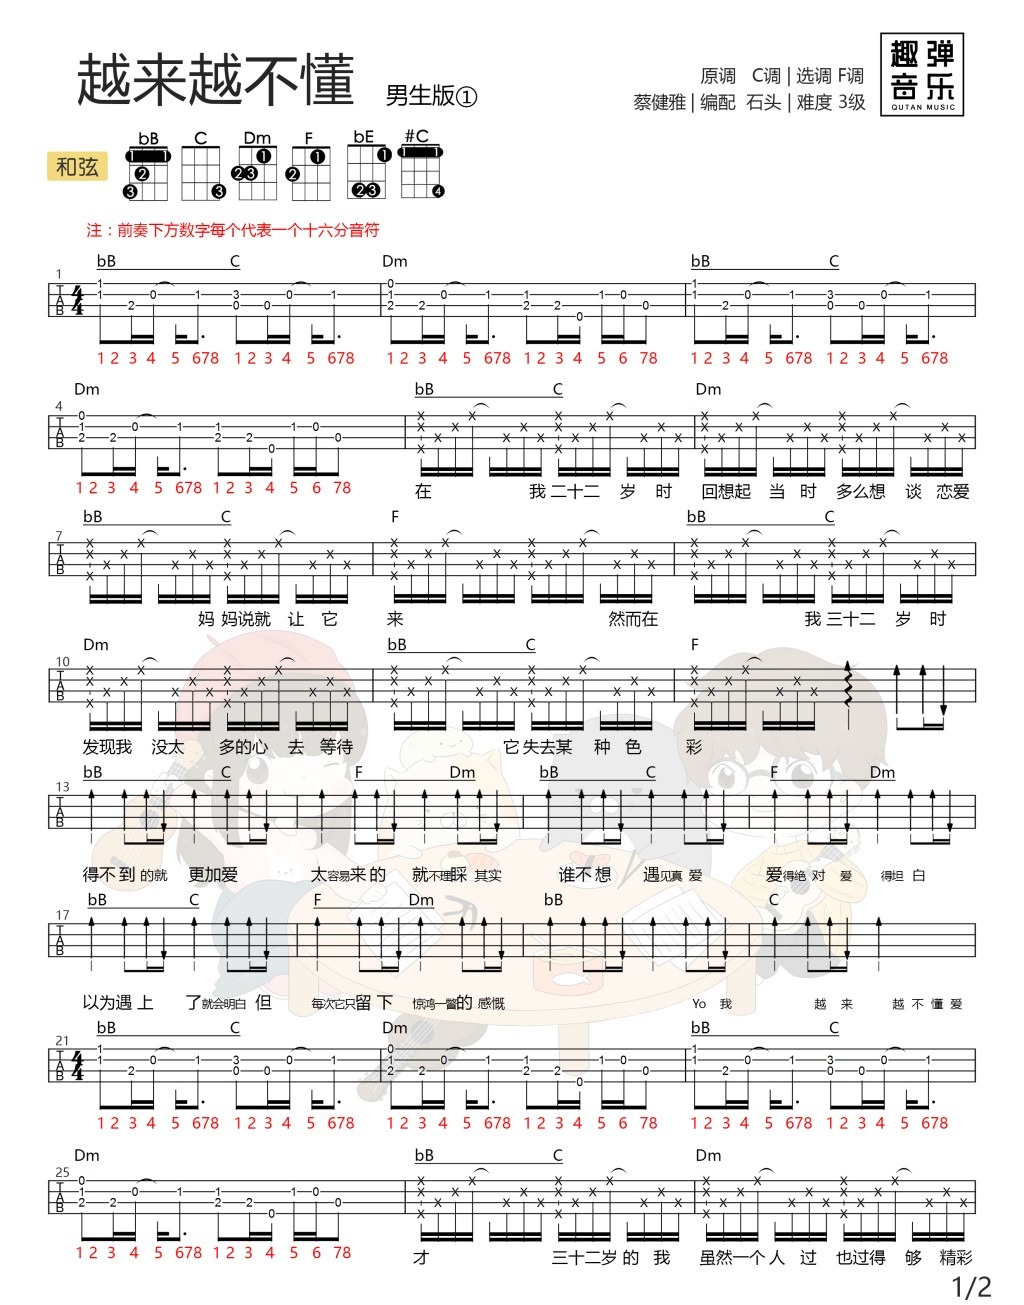 越来越不懂 男生版①
原调 C调 | 选调 F调
蔡健雅 | 编配 石头 | 难度 3级
趣弹音乐
QUTAN MUSIC
和弦 bB C Dm F bE #C
注：前奏下方数字每个代表一个十六分音符
bB C Dm bB C
1 2 3 4 5 678 1 2 3 4 5 678 1 2 3 4 5 678 1 2 3 4 5 6 78 1 2 3 4 5 678 1 2 3 4 5 678
Dm bB C Dm
1 2 3 4 5 678 1 2 3 4 5 6 78
在 我 二十二 岁 时 回想起 当 时 多么想 谈 恋爱
bB C F bB C
妈 妈说就 让 它 来 然而在 我 三十二 岁 时
Dm bB C F
发现我 没太 多的心 去 等待 它 失去某 种 色 彩
bB C F Dm bB C F Dm
得不到 的就 更加爱 太容易来的 就不理睬 其实 谁不想 遇见真 爱 爱得绝 对 爱 得坦 白
bB C F Dm bB C
以为遇 上 了就会明白 但 每次它只留 下 惊鸿一瞥的 感慨 Yo 我 越 来 越 不 懂 爱
bB C Dm bB C
1 2 3 4 5 678 1 2 3 4 5 678 1 2 3 4 5 678 1 2 3 4 5 6 78 1 2 3 4 5 678 1 2 3 4 5 678
Dm bB C Dm
1 2 3 4 5 678 1 2 3 4 5 6 78
才 三十二岁 的 我 虽然一个 人 过 也过得 够 精彩
1/2